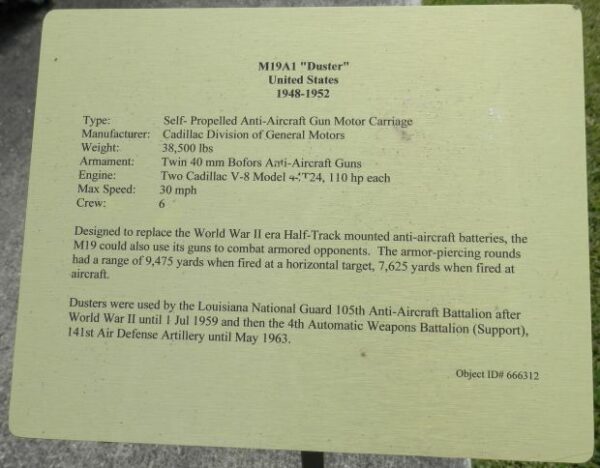 M19A1 "Duster"
United States
1948-1952
Type: Self- Propelled Anti-Aircraft Gun Motor Carriage
Manufacturer: Cadillac Division of General Motors
Weight: 38,500 lbs
Armament: Twin 40 mm Bofors Anti-Aircraft Guns
Engine: Two Cadillac V-8 Model 44T24, 110 hp each
Max Speed: 30 mph
Crew: 6
Designed to replace the World War II era Half-Track mounted anti-aircraft batteries, the
M19 could also use its guns to combat armored opponents. The armor-piercing rounds
had a range of 9,475 yards when fired at a horizontal target, 7,625 yards when fired at
aircraft.
Dusters were used by the Louisiana National Guard 105th Anti-Aircraft Battalion after
World War II until 1 Jul 1959 and then the 4th Automatic Weapons Battalion (Support),
141st Air Defense Artillery until May 1963.
Object ID# 666312